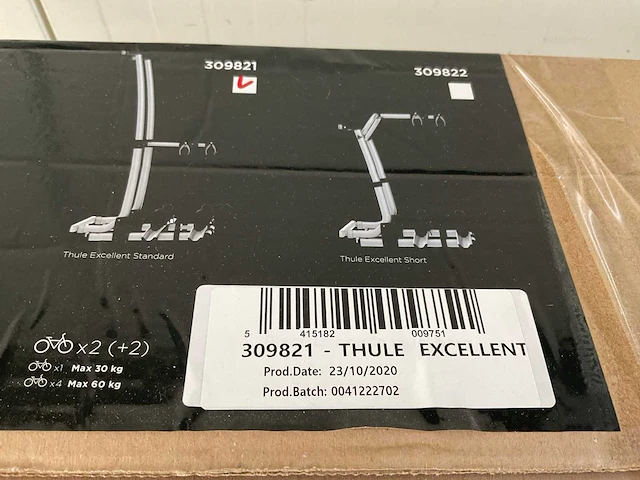 309821
309822
Thule Excellent Standard
Thule Excellent Short
x2 (+2)
x1 Max 30 kg
x4 Max 60 kg
5 415182 009751
309821 - THULE EXCELLENT
Prod.Date: 23/10/2020
Prod.Batch: 0041222702